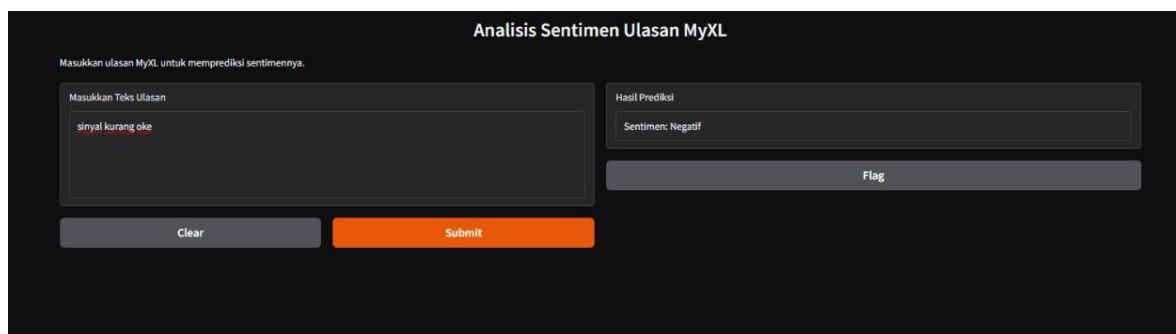 Analisis Sentimen Ulasan MyXL
Masukkan ulasan MyXL untuk memprediksi sentimennya.
Masukkan Teks Ulasan
sinyal kurang oke
Clear
Submit
Hasil Prediksi
Sentimen: Negatif
Flag